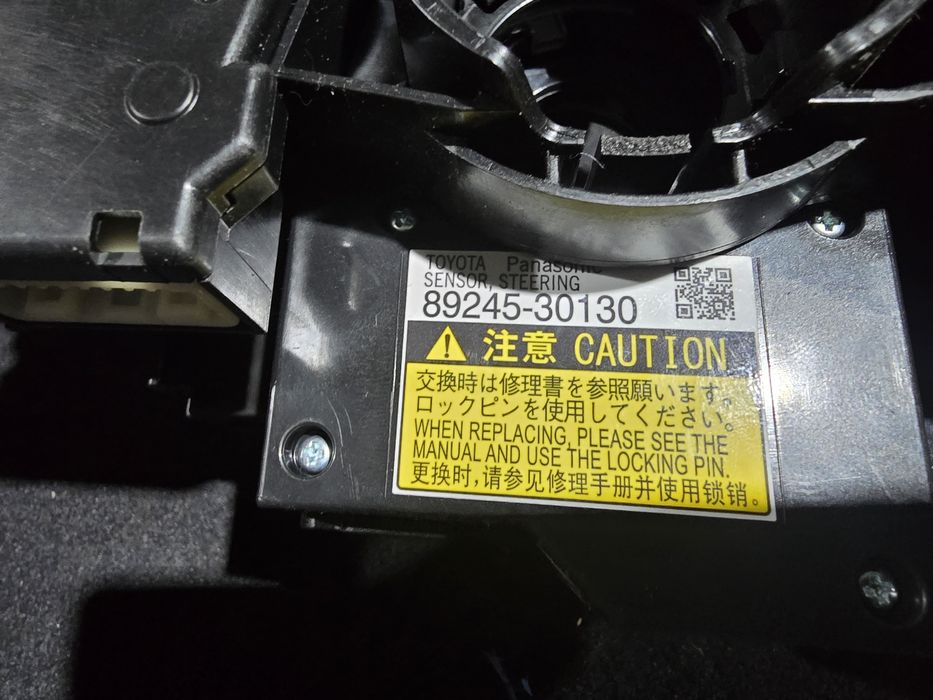 TOYOTA Panasonic
SENSOR, STEERING
89245-30130
注意 CAUTION
交換時は修理書を参照願います。
ロックピンを使用してください。
WHEN REPLACING, PLEASE SEE THE
MANUAL AND USE THE LOCKING PIN.
更换时,请参见修理手册并使用锁销。